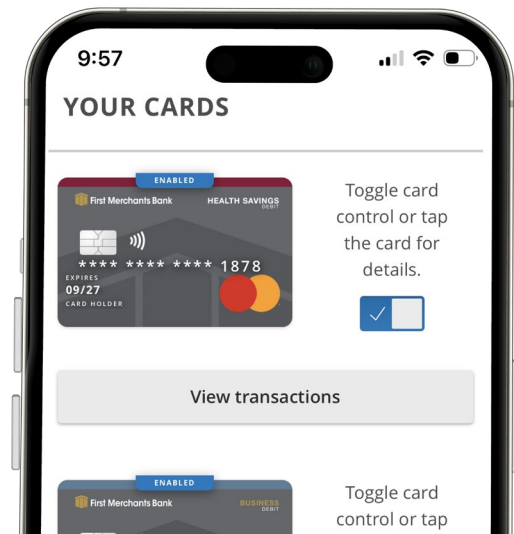 9:57
YOUR CARDS
ENABLED
First Merchants Bank
HEALTH SAVINGS
DEBIT
**** **** **** 1878
EXPIRES
09/27
CARD HOLDER
Toggle card
control or tap
the card for
details.
View transactions
ENABLED
First Merchants Bank
BUSINESS
DEBIT
Toggle card
control or tap